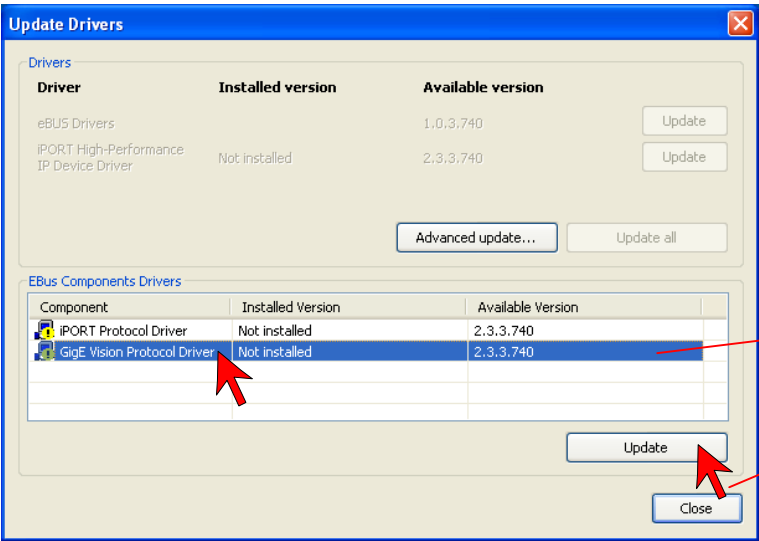 Update Drivers
Drivers
Driver Installed version Available version
eBUS Drivers 1.0.3.740 Update
iPORT High-Performance
IP Device Driver Not installed 2.3.3.740 Update
Advanced update... Update all
EBus Components Drivers
Component Installed Version Available Version
iPORT Protocol Driver Not installed 2.3.3.740
GigE Vision Protocol Driver Not installed 2.3.3.740
Update
Close